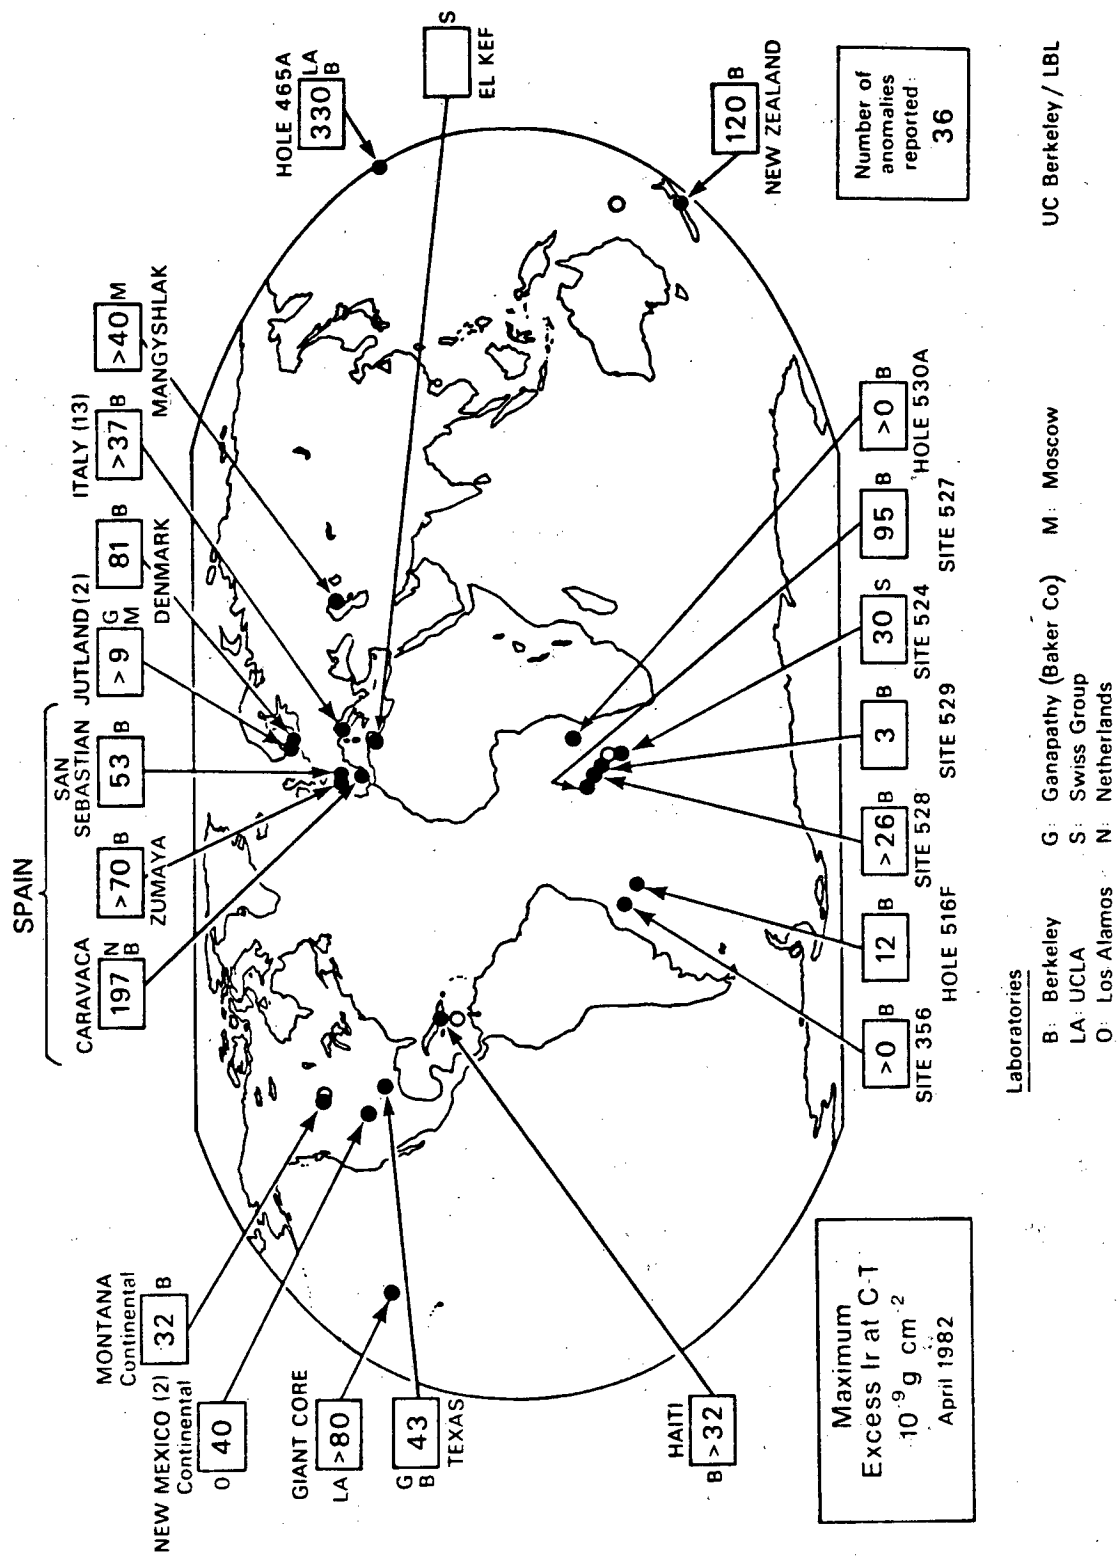 SPAIN
CARAVACA
197 N
B
ZUMAYA
>70 B
SAN
SEBASTIAN
53 B
JUTLAND (2)
>9 G
M
DENMARK
81 B
ITALY (13)
>37 B
MANGYSHLAK
>40 M
HOLE 465A
330 LA
B
S
EL KEF
120 B
NEW ZEALAND
MONTANA
Continental
32 B
NEW MEXICO (2)
Continental
O 40
GIANT CORE
LA >80
G
B 43
TEXAS
HAITI
B >32
>0 B
SITE 356
12 B
HOLE 516F
>26 B
SITE 528
3 B
SITE 529
30 S
SITE 524
95 B
SITE 527
>0 B
HOLE 530A
Maximum
Excess Ir at C-T
10⁻⁹ g cm⁻²
April 1982
Number of
anomalies
reported:
36
Laboratories
B: Berkeley
LA: UCLA
O: Los Alamos
G: Ganapathy (Baker Co)
S: Swiss Group
N: Netherlands
M: Moscow
UC Berkeley / LBL